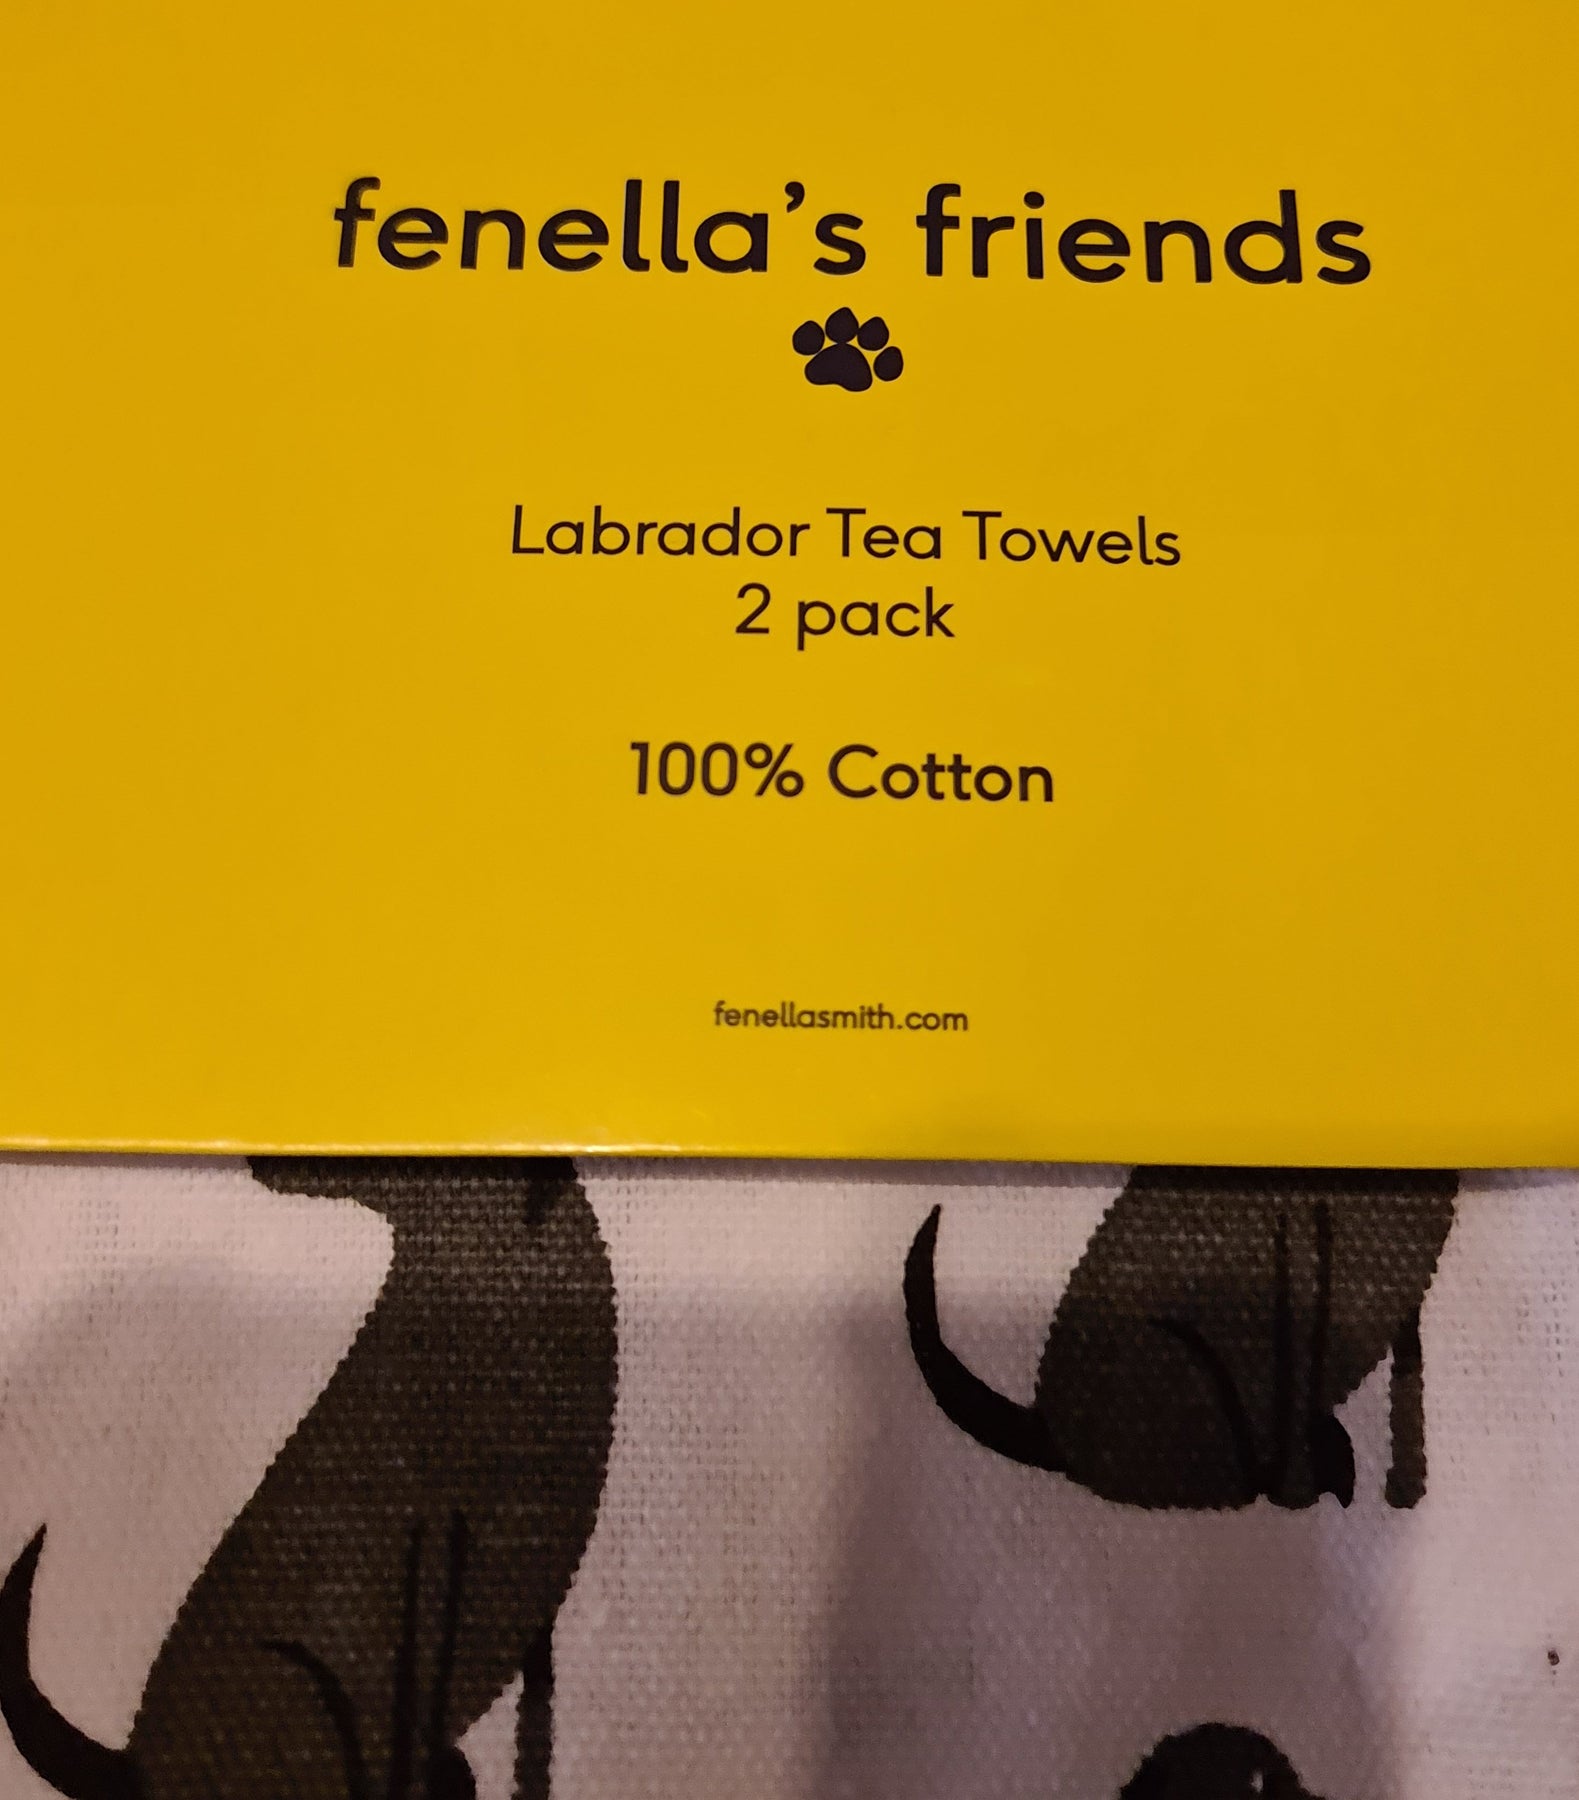 fenella's friends
Labrador Tea Towels
2 pack
100% Cotton
fenellasmith.com